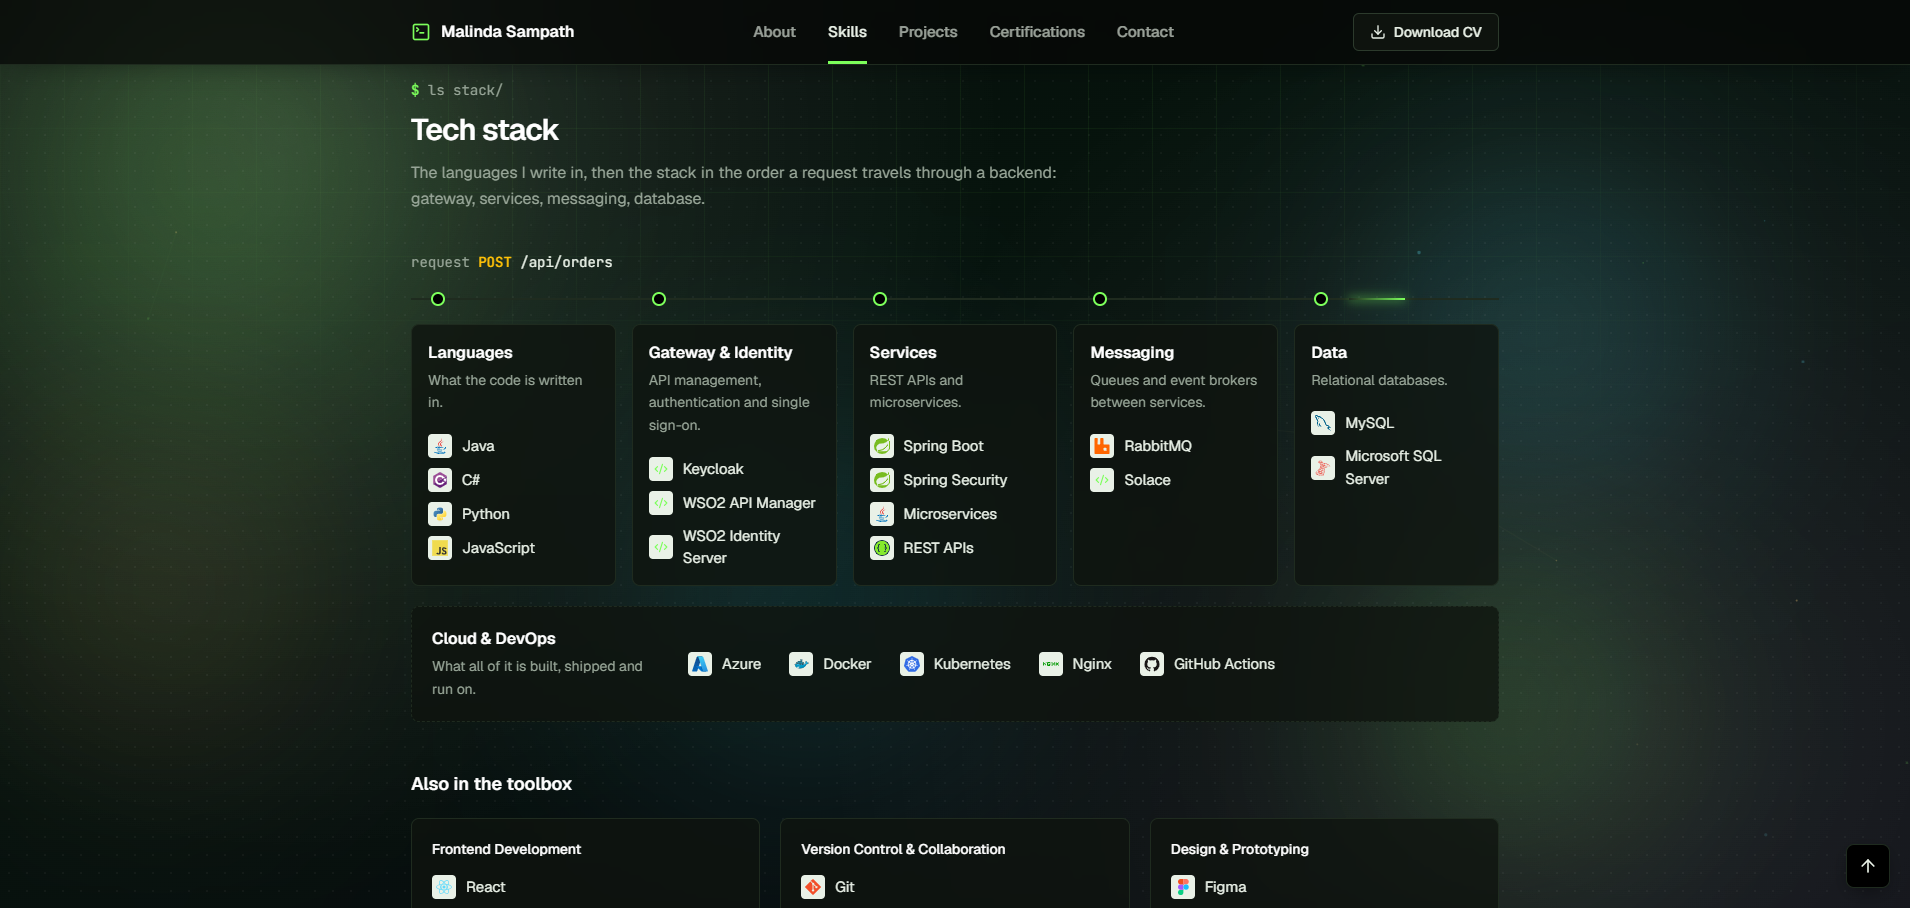 Malinda Sampath
About
Skills
Projects
Certifications
Contact
Download CV
$ ls stack/
Tech stack
The languages I write in, then the stack in the order a request travels through a backend:
gateway, services, messaging, database.
request POST /api/orders
Languages
What the code is written
in.
Java
C#
Python
JS
JavaScript
Gateway & Identity
API management,
authentication and single
sign-on.
Keycloak
WSO2 API Manager
WSO2 Identity
Server
Services
REST APIs and
microservices.
Spring Boot
Spring Security
Microservices
REST APIs
Messaging
Queues and event brokers
between services.
RabbitMQ
Solace
Data
Relational databases.
MySQL
Microsoft SQL
Server
Cloud & DevOps
What all of it is built, shipped and
run on.
Azure
Docker
Kubernetes
NGINX
Nginx
GitHub Actions
Also in the toolbox
Frontend Development
React
Version Control & Collaboration
Git
Design & Prototyping
Figma